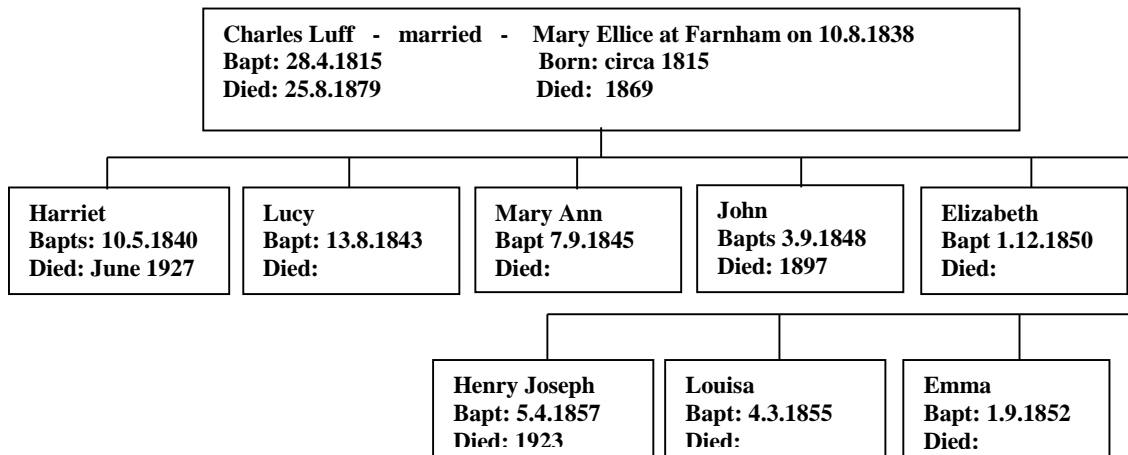 Charles Luff - married - Mary Ellice at Farnham on 10.8.1838
Bapt: 28.4.1815 Born: circa 1815
Died: 25.8.1879 Died: 1869
Harriet
Bapts: 10.5.1840
Died: June 1927
Lucy
Bapt: 13.8.1843
Died:
Mary Ann
Bapt 7.9.1845
Died:
John
Bapts 3.9.1848
Died: 1897
Elizabeth
Bapt 1.12.1850
Died:
Henry Joseph
Bapt: 5.4.1857
Died: 1923
Louisa
Bapt: 4.3.1855
Died:
Emma
Bapt: 1.9.1852
Died: